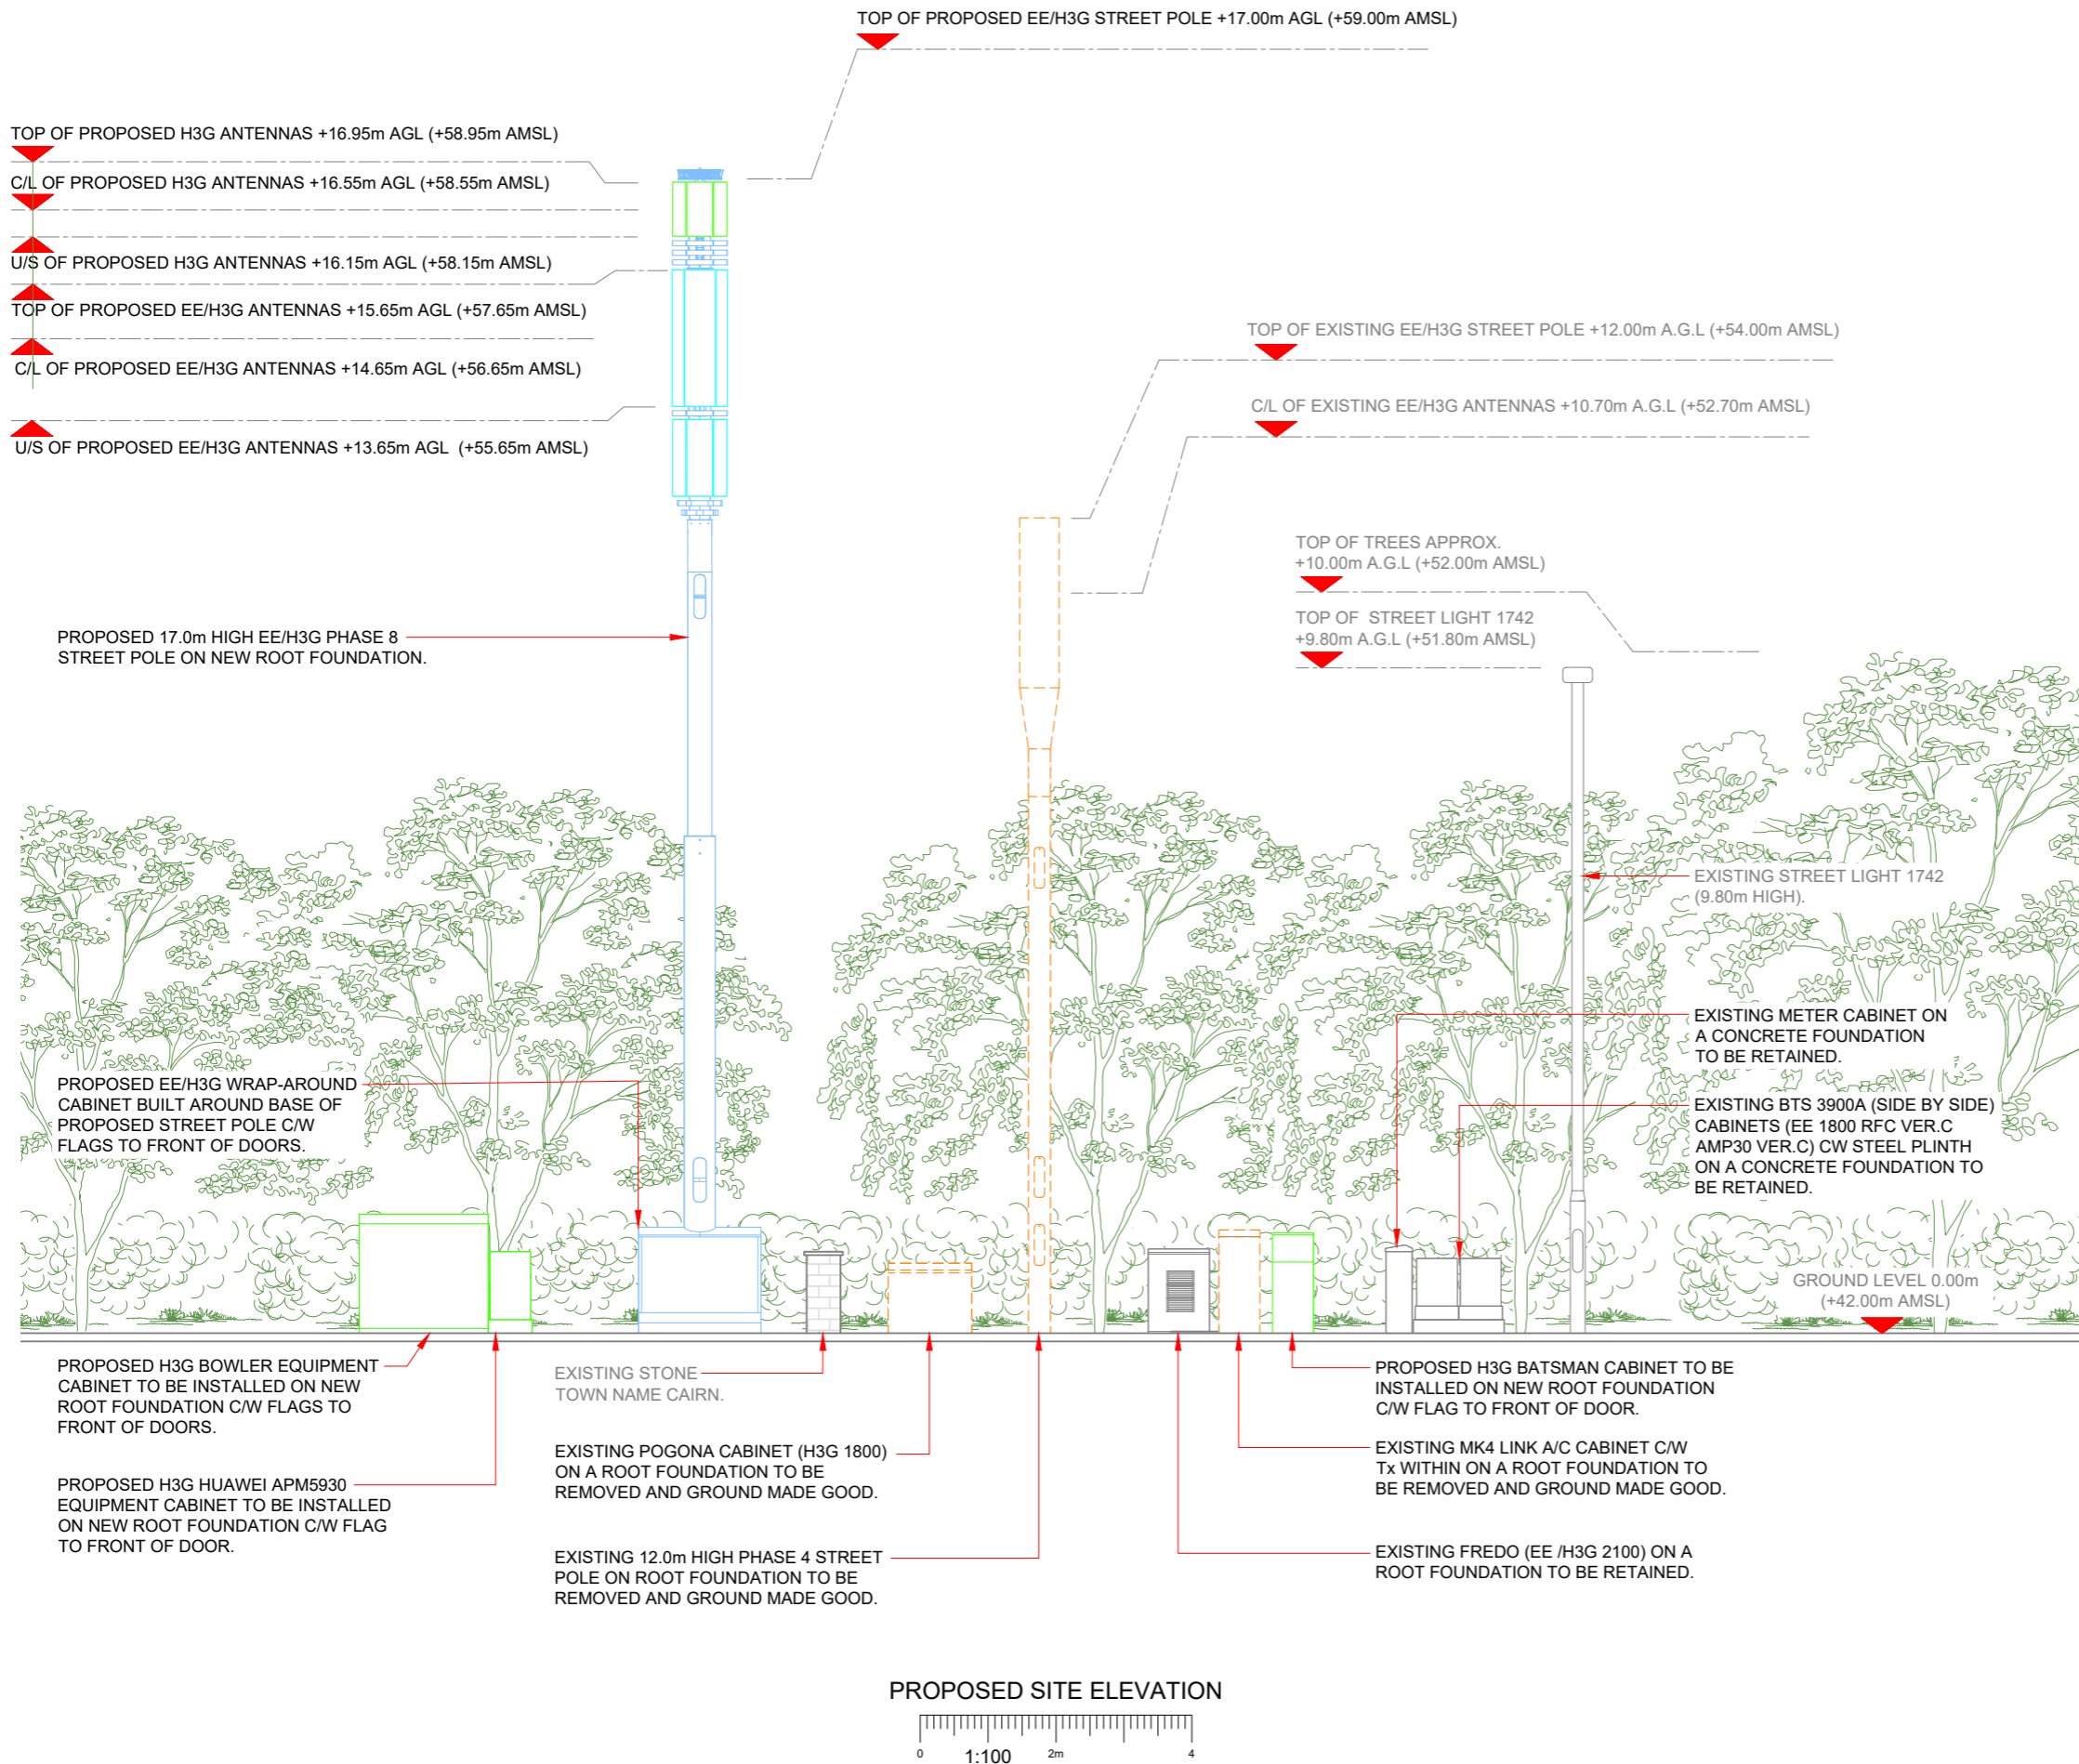 TOP OF PROPOSED EE/H3G STREET POLE +17.00m AGL (+59.00m AMSL)
TOP OF PROPOSED H3G ANTENNAS +16.95m AGL (+58.95m AMSL)
C/L OF PROPOSED H3G ANTENNAS +16.55m AGL (+58.55m AMSL)
U/S OF PROPOSED H3G ANTENNAS +16.15m AGL (+58.15m AMSL)
TOP OF PROPOSED EE/H3G ANTENNAS +15.65m AGL (+57.65m AMSL)
C/L OF PROPOSED EE/H3G ANTENNAS +14.65m AGL (+56.65m AMSL)
U/S OF PROPOSED EE/H3G ANTENNAS +13.65m AGL (+55.65m AMSL)
TOP OF EXISTING EE/H3G STREET POLE +12.00m A.G.L (+54.00m AMSL)
C/L OF EXISTING EE/H3G ANTENNAS +10.70m A.G.L (+52.70m AMSL)
TOP OF TREES APPROX.
+10.00m A.G.L (+52.00m AMSL)
TOP OF STREET LIGHT 1742
+9.80m A.G.L (+51.80m AMSL)
PROPOSED 17.0m HIGH EE/H3G PHASE 8
STREET POLE ON NEW ROOT FOUNDATION.
EXISTING STREET LIGHT 1742
(9.80m HIGH).
EXISTING METER CABINET ON
A CONCRETE FOUNDATION
TO BE RETAINED.
PROPOSED EE/H3G WRAP-AROUND
CABINET BUILT AROUND BASE OF
PROPOSED STREET POLE C/W
FLAGS TO FRONT OF DOORS.
EXISTING BTS 3900A (SIDE BY SIDE)
CABINETS (EE 1800 RFC VER.C
AMP30 VER.C) CW STEEL PLINTH
ON A CONCRETE FOUNDATION TO
BE RETAINED.
GROUND LEVEL 0.00m
(+42.00m AMSL)
PROPOSED H3G BOWLER EQUIPMENT
CABINET TO BE INSTALLED ON NEW
ROOT FOUNDATION C/W FLAGS TO
FRONT OF DOORS.
PROPOSED H3G HUAWEI APM5930
EQUIPMENT CABINET TO BE INSTALLED
ON NEW ROOT FOUNDATION C/W FLAG
TO FRONT OF DOOR.
EXISTING STONE
TOWN NAME CAIRN.
EXISTING POGONA CABINET (H3G 1800)
ON A ROOT FOUNDATION TO BE
REMOVED AND GROUND MADE GOOD.
EXISTING 12.0m HIGH PHASE 4 STREET
POLE ON ROOT FOUNDATION TO BE
REMOVED AND GROUND MADE GOOD.
PROPOSED H3G BATSMAN CABINET TO BE
INSTALLED ON NEW ROOT FOUNDATION
C/W FLAG TO FRONT OF DOOR.
EXISTING MK4 LINK A/C CABINET C/W
Tx WITHIN ON A ROOT FOUNDATION TO
BE REMOVED AND GROUND MADE GOOD.
EXISTING FREDO (EE /H3G 2100) ON A
ROOT FOUNDATION TO BE RETAINED.
PROPOSED SITE ELEVATION
0 1:100 2m 4